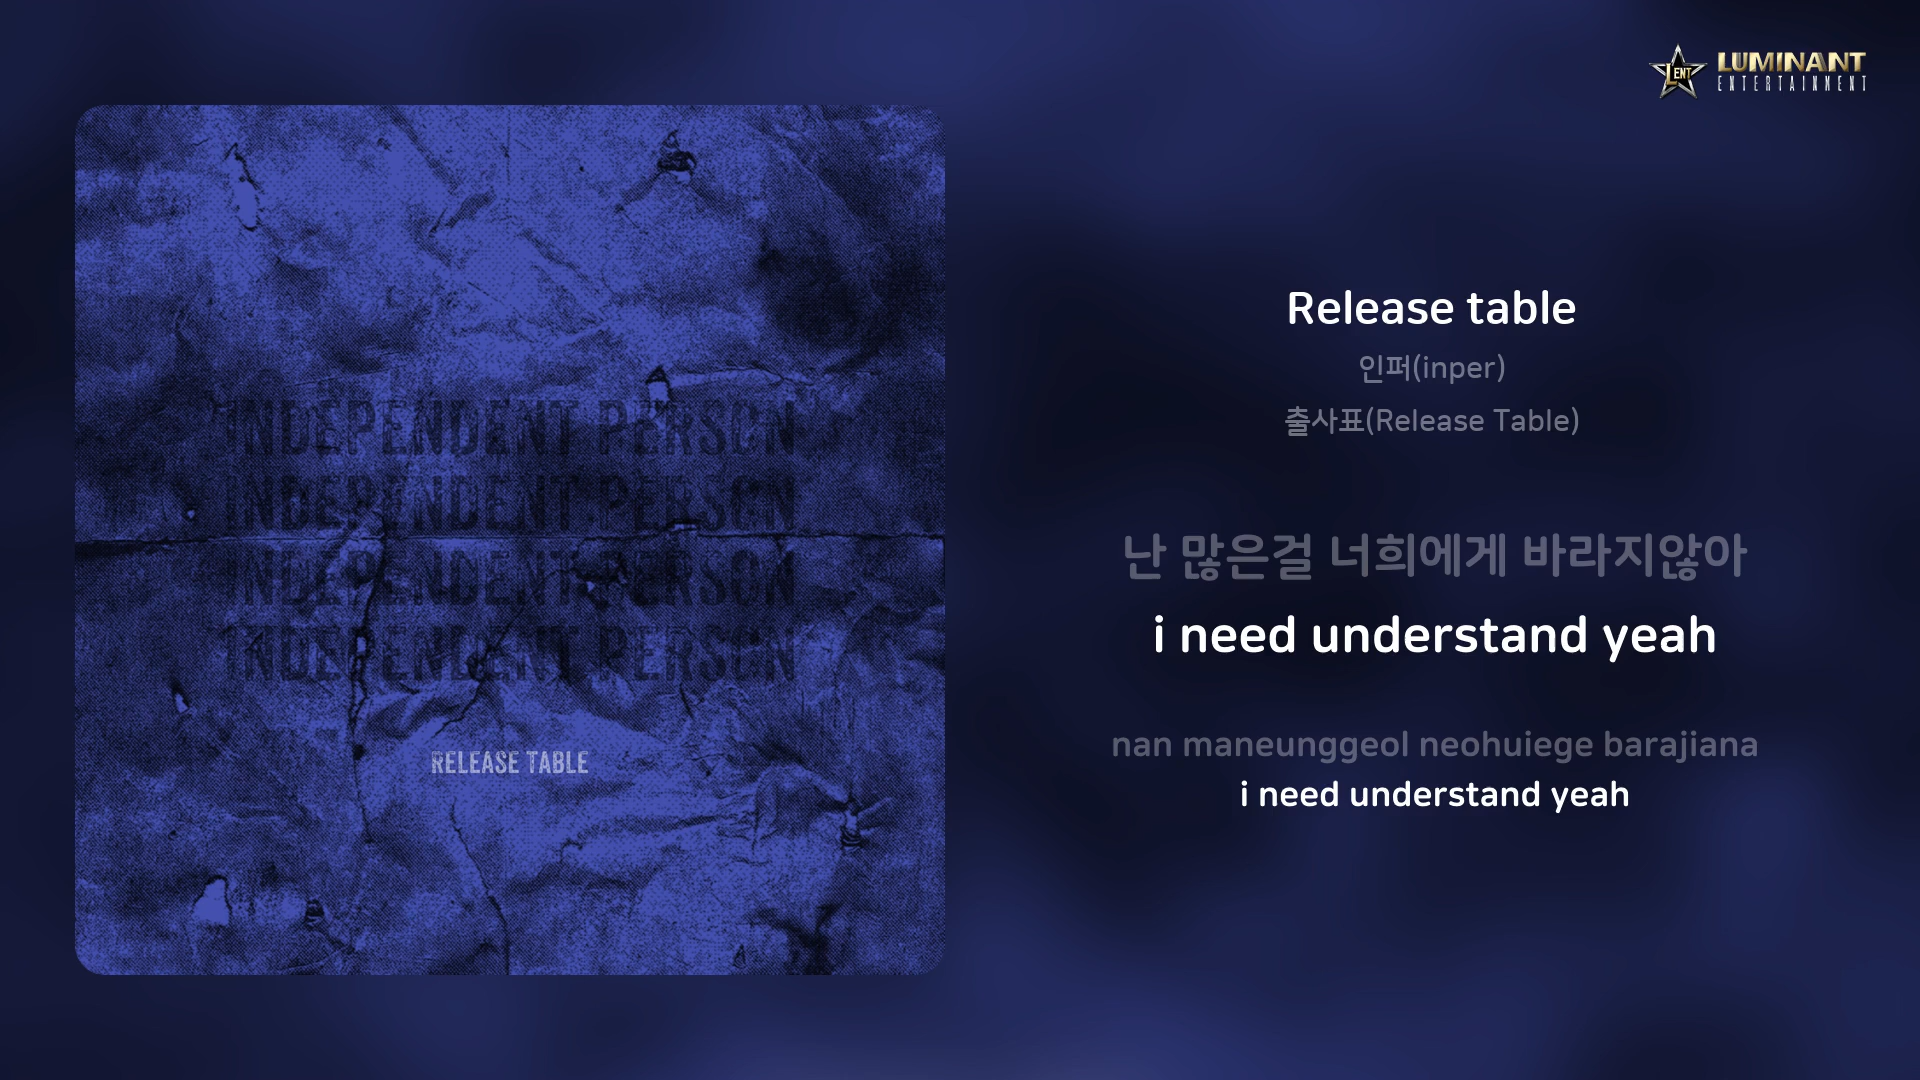 LENT
LUMINANT
ENTERTAINMENT
INDEPENDENT PERSON
INDEPENDENT PERSON
INDEPENDENT PERSON
INDEPENDENT PERSON
RELEASE TABLE
Release table
인퍼(inper)
출사표(Release Table)
난 많은걸 너희에게 바라지않아
i need understand yeah
nan maneunggeol neohuiege barajiana
i need understand yeah